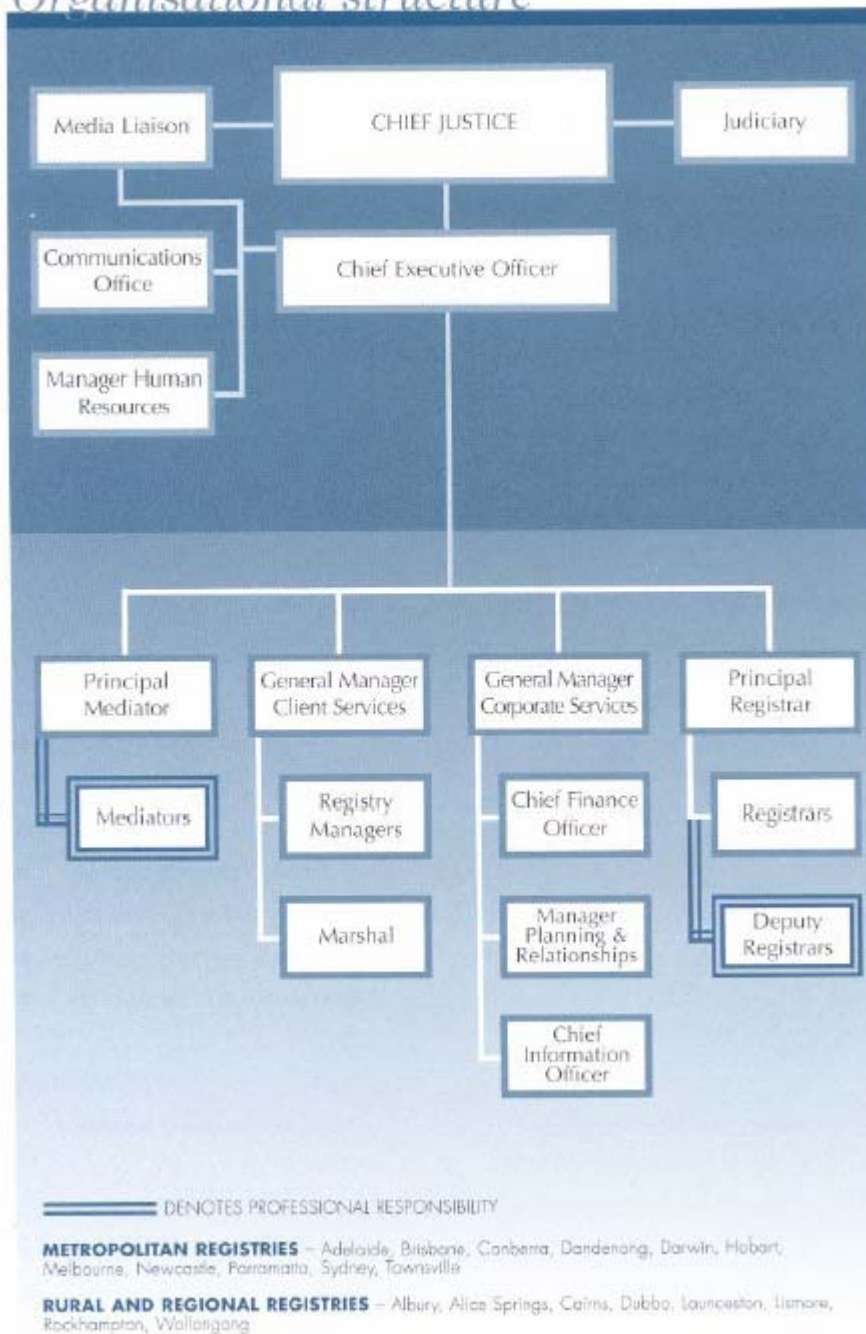 Organisational structure
Media Liaison
CHIEF JUSTICE
Judiciary
Communications
Office
Chief Executive Officer
Manager Human
Resources
Principal
Mediator
General Manager
Client Services
General Manager
Corporate Services
Principal
Registrar
Mediators
Registry
Managers
Chief Finance
Officer
Registrars
Marshal
Manager
Planning &
Relationships
Deputy
Registrars
Chief
Information
Officer
DENOTES PROFESSIONAL RESPONSIBILITY
METROPOLITAN REGISTRIES – Adelaide, Brisbane, Canberra, Dandenong, Darwin, Hobart,
Melbourne, Newcastle, Parramatta, Sydney, Townsville
RURAL AND REGIONAL REGISTRIES – Albury, Alice Springs, Cairns, Dubbo, Launceston, Lismore,
Rockhampton, Wollongong